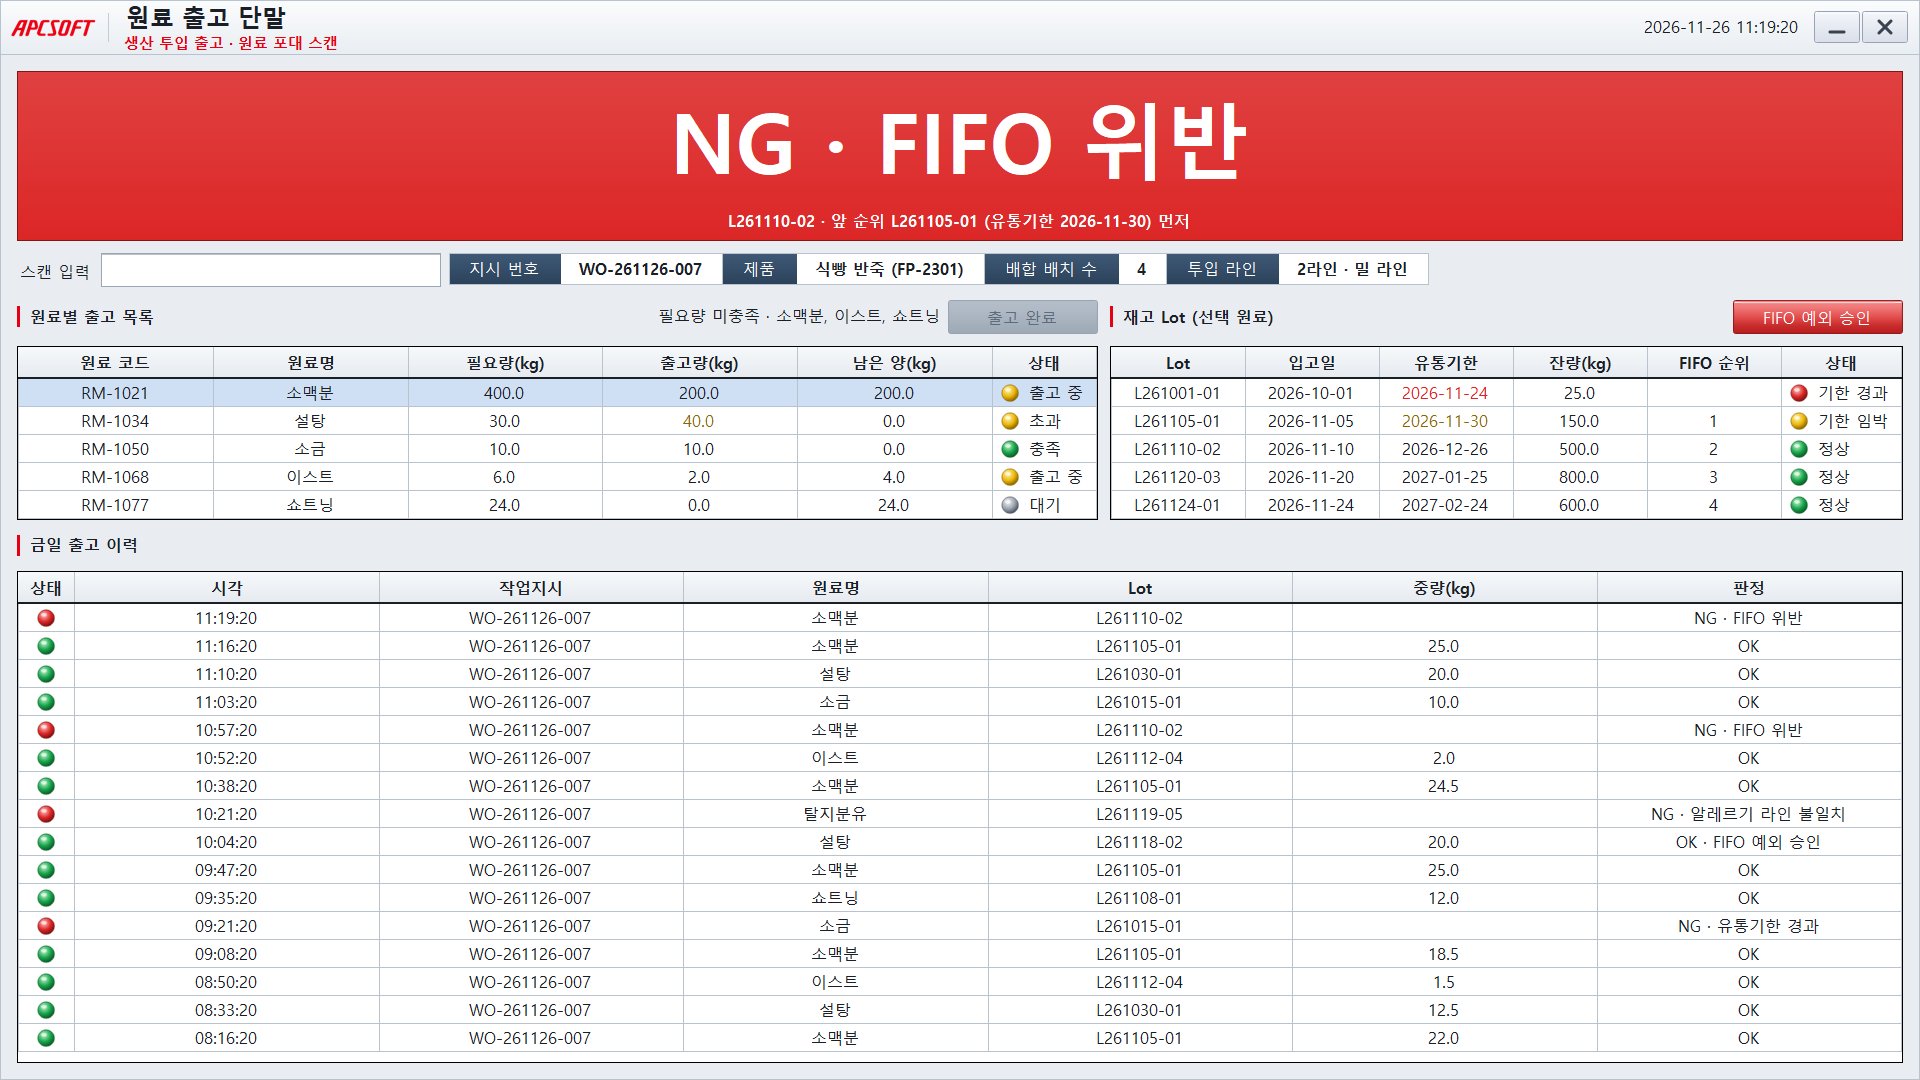 APCSOFT
원료 출고 단말
생산 투입 출고 · 원료 포대 스캔
2026-11-26 11:19:20
NG · FIFO 위반
L261110-02 · 앞 순위 L261105-01 (유통기한 2026-11-30) 먼저
스캔 입력 지시 번호 WO-261126-007 제품 식빵 반죽 (FP-2301) 배합 배치 수 4 투입 라인 2라인 · 밀 라인
원료별 출고 목록 필요량 미충족 · 소맥분, 이스트, 쇼트닝 출고 완료
원료 코드 원료명 필요량(kg) 출고량(kg) 남은 양(kg) 상태
RM-1021 소맥분 400.0 200.0 200.0 출고 중
RM-1034 설탕 30.0 40.0 0.0 초과
RM-1050 소금 10.0 10.0 0.0 충족
RM-1068 이스트 6.0 2.0 4.0 출고 중
RM-1077 쇼트닝 24.0 0.0 24.0 대기
재고 Lot (선택 원료) FIFO 예외 승인
Lot 입고일 유통기한 잔량(kg) FIFO 순위 상태
L261001-01 2026-10-01 2026-11-24 25.0 기한 경과
L261105-01 2026-11-05 2026-11-30 150.0 1 기한 임박
L261110-02 2026-11-10 2026-12-26 500.0 2 정상
L261120-03 2026-11-20 2027-01-25 800.0 3 정상
L261124-01 2026-11-24 2027-02-24 600.0 4 정상
금일 출고 이력
상태 시각 작업지시 원료명 Lot 중량(kg) 판정
11:19:20 WO-261126-007 소맥분 L261110-02 NG · FIFO 위반
11:16:20 WO-261126-007 소맥분 L261105-01 25.0 OK
11:10:20 WO-261126-007 설탕 L261030-01 20.0 OK
11:03:20 WO-261126-007 소금 L261015-01 10.0 OK
10:57:20 WO-261126-007 소맥분 L261110-02 NG · FIFO 위반
10:52:20 WO-261126-007 이스트 L261112-04 2.0 OK
10:38:20 WO-261126-007 소맥분 L261105-01 24.5 OK
10:21:20 WO-261126-007 탈지분유 L261119-05 NG · 알레르기 라인 불일치
10:04:20 WO-261126-007 설탕 L261118-02 20.0 OK · FIFO 예외 승인
09:47:20 WO-261126-007 소맥분 L261105-01 25.0 OK
09:35:20 WO-261126-007 쇼트닝 L261108-01 12.0 OK
09:21:20 WO-261126-007 소금 L261015-01 NG · 유통기한 경과
09:08:20 WO-261126-007 소맥분 L261105-01 18.5 OK
08:50:20 WO-261126-007 이스트 L261112-04 1.5 OK
08:33:20 WO-261126-007 설탕 L261030-01 12.5 OK
08:16:20 WO-261126-007 소맥분 L261105-01 22.0 OK